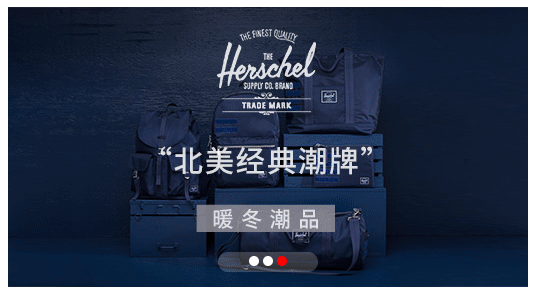 THE FINEST QUALITY
THE
Herschel
SUPPLY CO. BRAND
TRADE MARK
“北美经典潮牌”
暖冬潮品